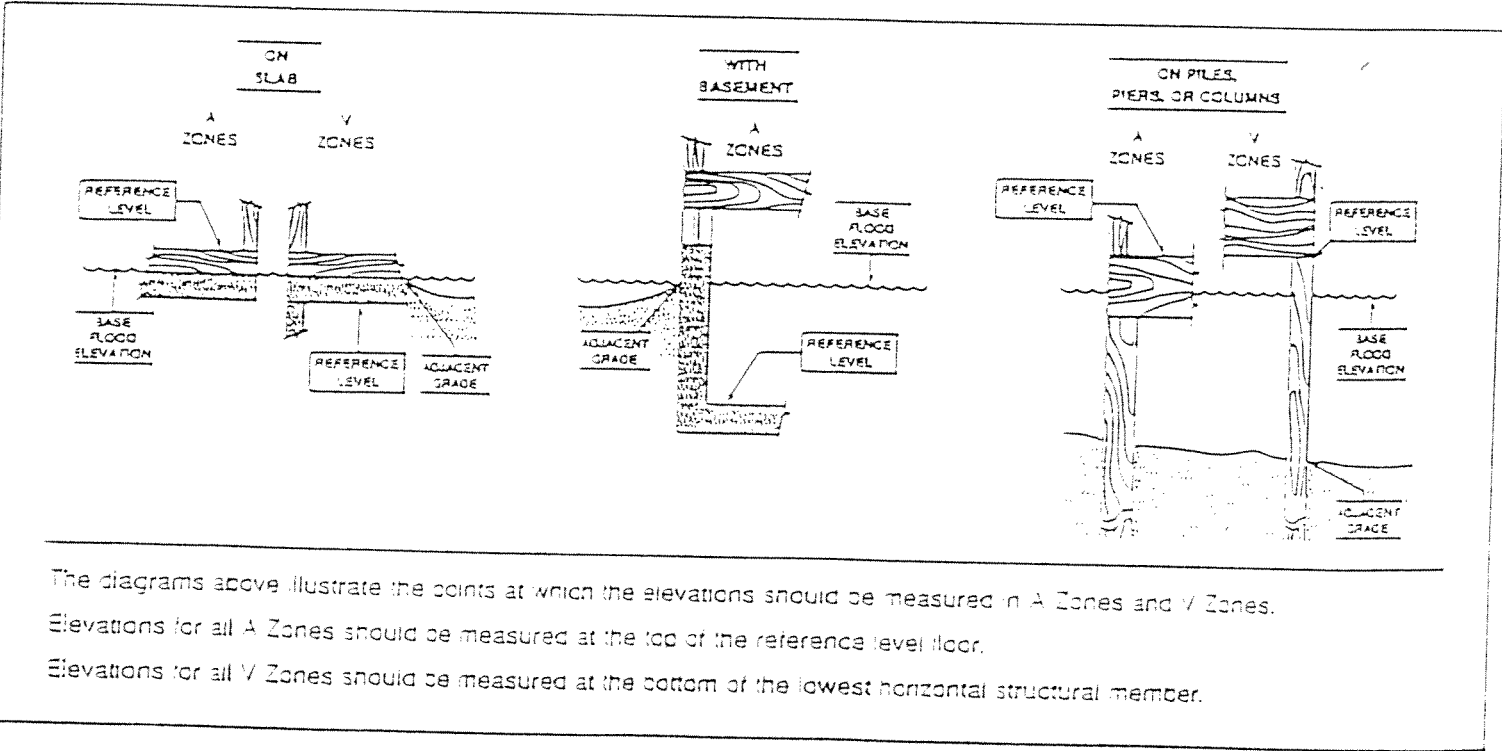 ON
SLAB
A
ZONES
V
ZONES
REFERENCE
LEVEL
BASE
FLOOD
ELEVATION
REFERENCE
LEVEL
ADJACENT
GRADE
WITH
BASEMENT
A
ZONES
BASE
FLOOD
ELEVATION
ADJACENT
GRADE
REFERENCE
LEVEL
ON PILES,
PIERS, OR COLUMNS
A
ZONES
V
ZONES
REFERENCE
LEVEL
REFERENCE
LEVEL
BASE
FLOOD
ELEVATION
ADJACENT
GRADE
The diagrams above illustrate the points at which the elevations should be measured in A Zones and V Zones.
Elevations for all A Zones should be measured at the top of the reference level floor.
Elevations for all V Zones should be measured at the bottom of the lowest horizontal structural member.